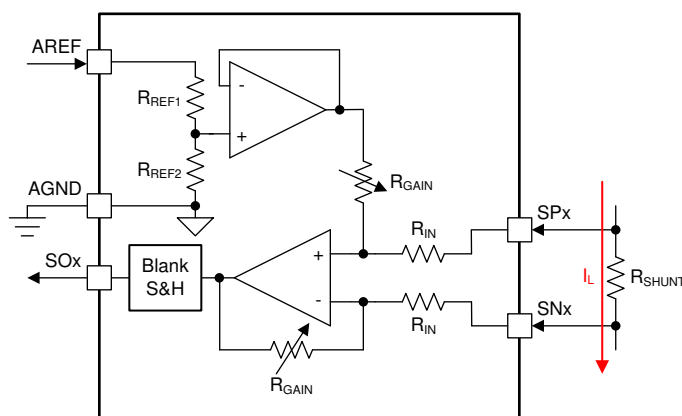 AREF
RREF1
-
+
RREF2
RGAIN
AGND
SPx
RIN
+
Blank
S&H
SOx
IL
RSHUNT
-
SNx
RIN
RGAIN